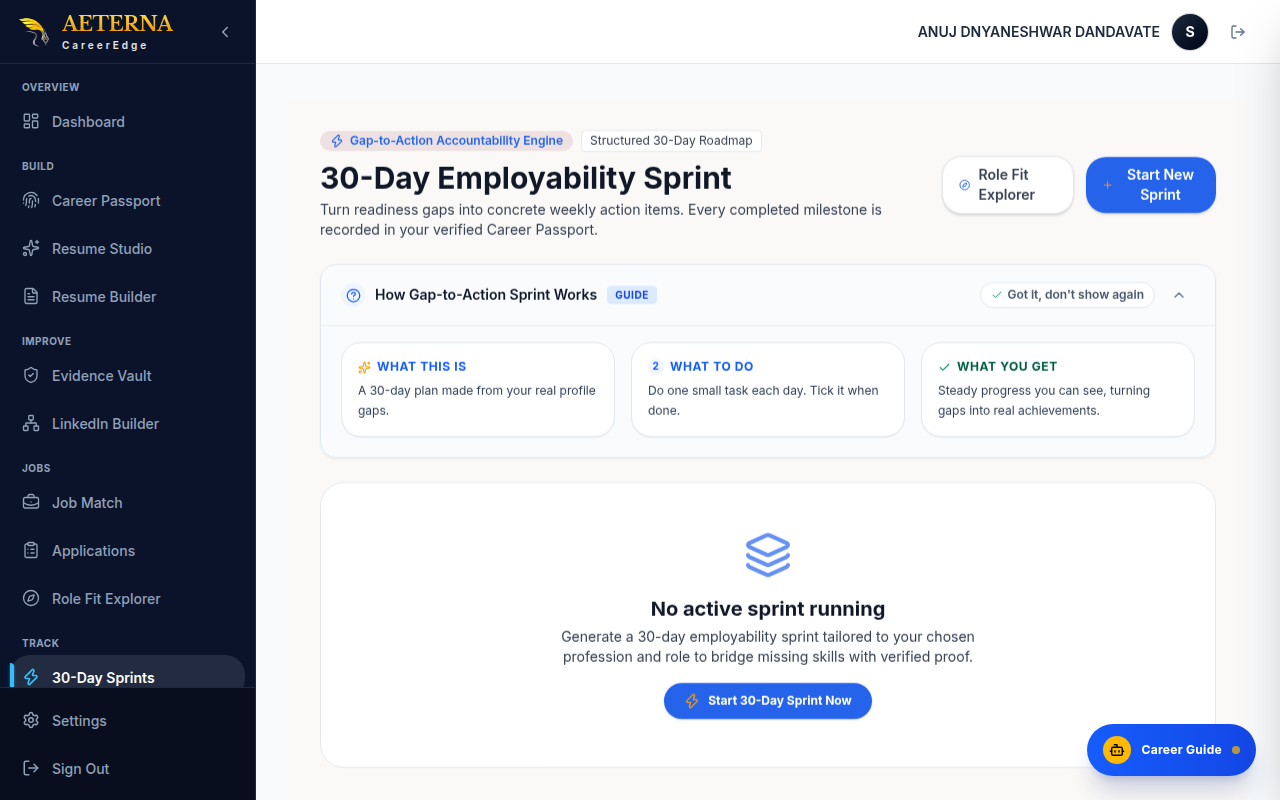 AETERNA
CareerEdge
OVERVIEW
Dashboard
BUILD
Career Passport
Resume Studio
Resume Builder
IMPROVE
Evidence Vault
LinkedIn Builder
JOBS
Job Match
Applications
Role Fit Explorer
TRACK
30-Day Sprints
Settings
Sign Out
ANUJ DNYANESHWAR DANDAVATE
S
Gap-to-Action Accountability Engine
Structured 30-Day Roadmap
30-Day Employability Sprint
Turn readiness gaps into concrete weekly action items. Every completed milestone is
recorded in your verified Career Passport.
Role Fit
Explorer
Start New
Sprint
How Gap-to-Action Sprint Works
GUIDE
Got it, don't show again
WHAT THIS IS
A 30-day plan made from your real profile
gaps.
2 WHAT TO DO
Do one small task each day. Tick it when
done.
WHAT YOU GET
Steady progress you can see, turning
gaps into real achievements.
No active sprint running
Generate a 30-day employability sprint tailored to your chosen
profession and role to bridge missing skills with verified proof.
Start 30-Day Sprint Now
Career Guide